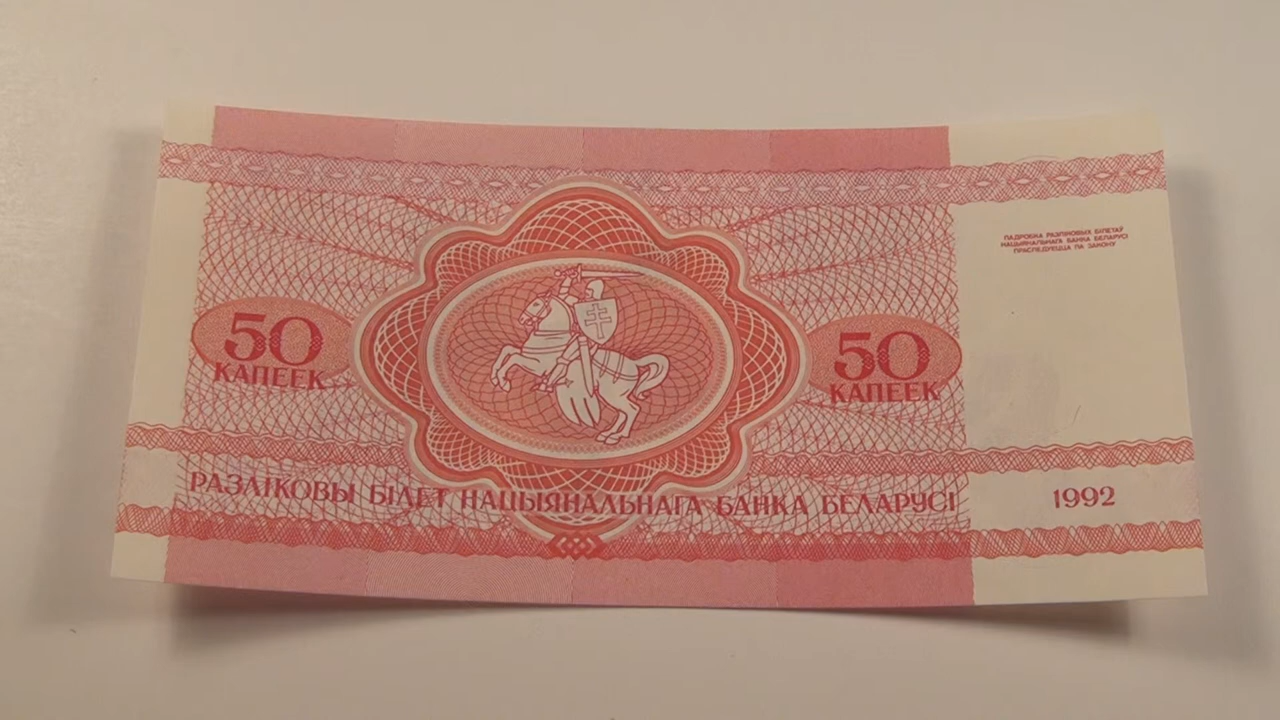 ПАДРОБКА РАЗЛІКОВЫХ БІЛЕТАЎ
НАЦЫЯНАЛЬНАГА БАНКА БЕЛАРУСІ
ПРАСЛЕДУЕЦЦА ПА ЗАКОНУ
50
КАПЕЕК
50
КАПЕЕК
РАЗЛІКОВЫ БІЛЕТ НАЦЫЯНАЛЬНАГА БАНКА БЕЛАРУСІ
1992